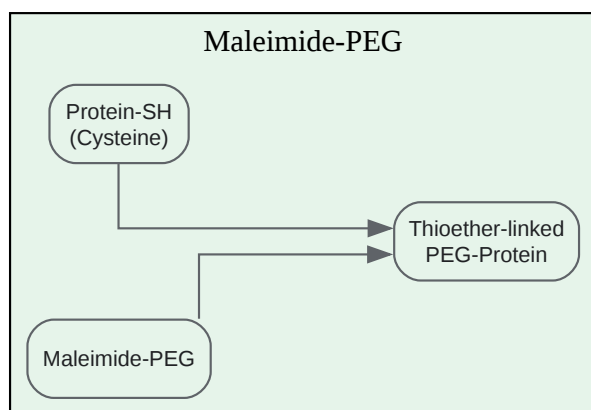 Maleimide-PEG
Protein-SH
(Cysteine)
Thioether-linked
PEG-Protein
Maleimide-PEG